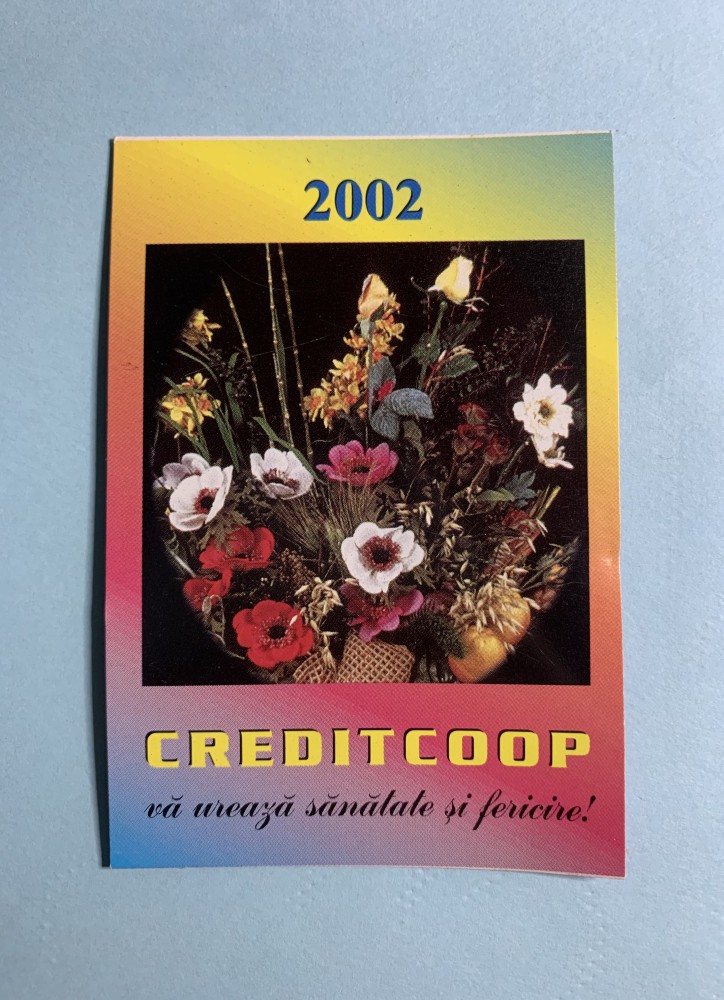 2002
CREDITCOOP
vă urează sănătate și fericire!